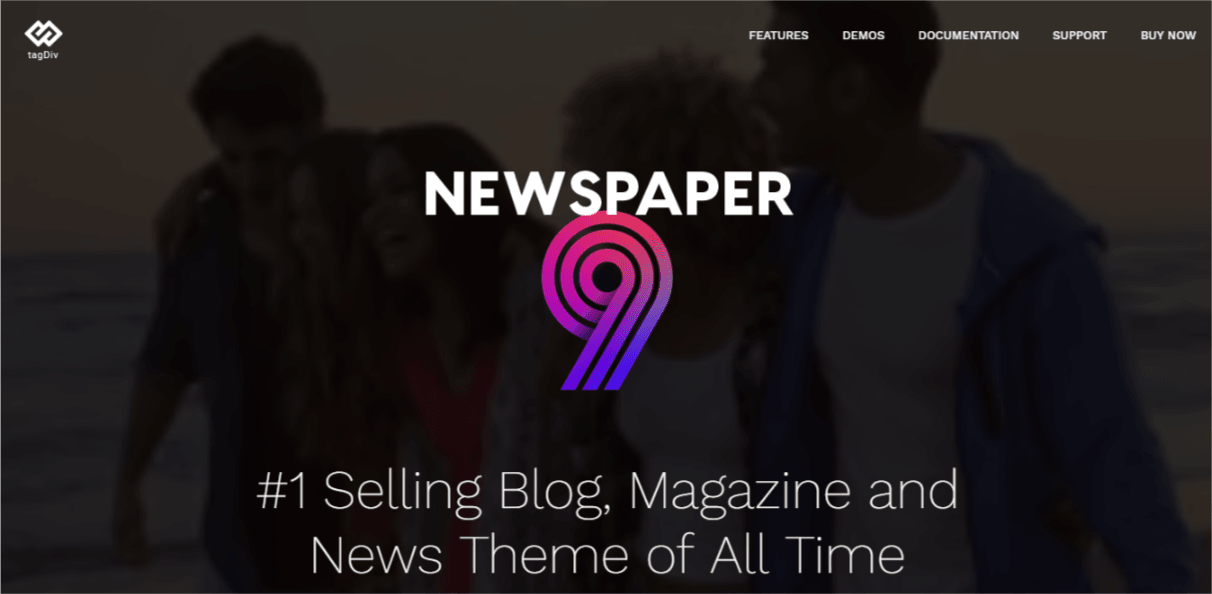 tagDiv
FEATURES DEMOS DOCUMENTATION SUPPORT BUY NOW
NEWSPAPER
9
#1 Selling Blog, Magazine and
News Theme of All Time